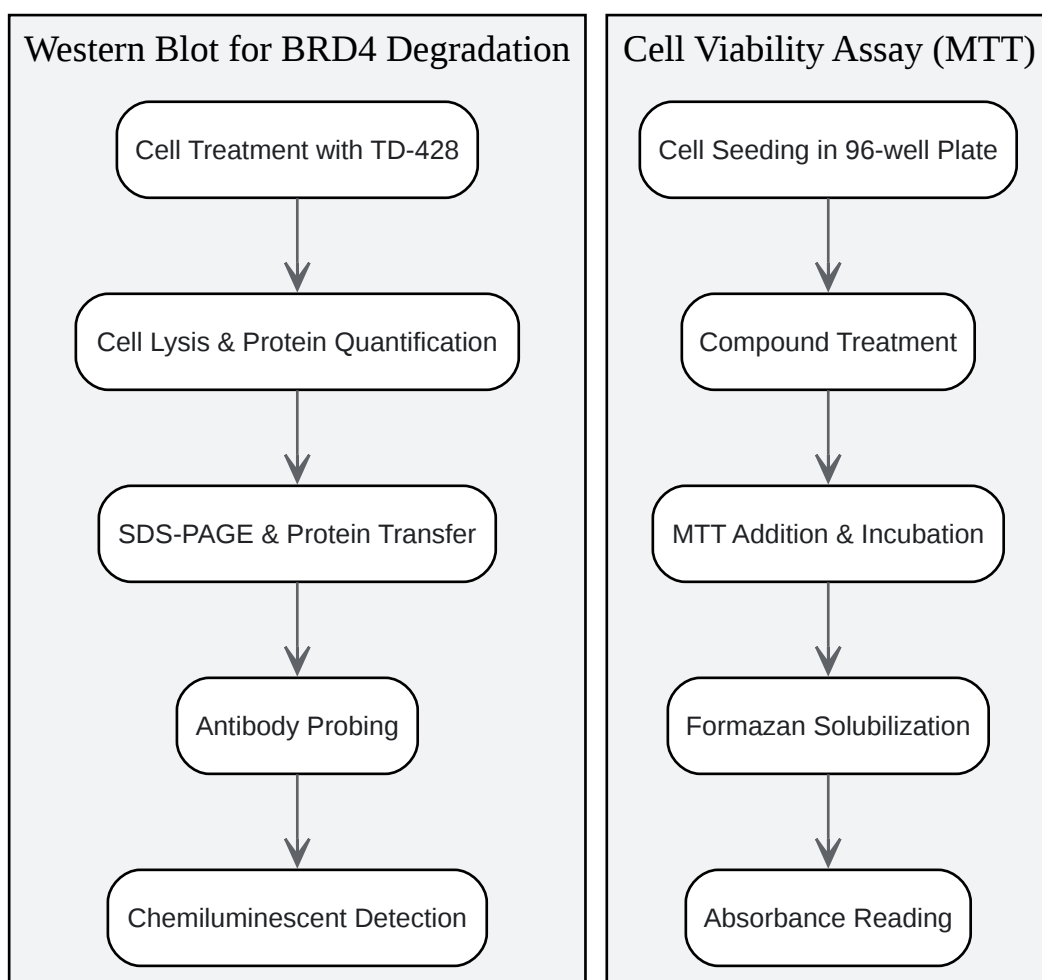 Western Blot for BRD4 Degradation
Cell Treatment with TD-428
Cell Lysis & Protein Quantification
SDS-PAGE & Protein Transfer
Antibody Probing
Chemiluminescent Detection
Cell Viability Assay (MTT)
Cell Seeding in 96-well Plate
Compound Treatment
MTT Addition & Incubation
Formazan Solubilization
Absorbance Reading